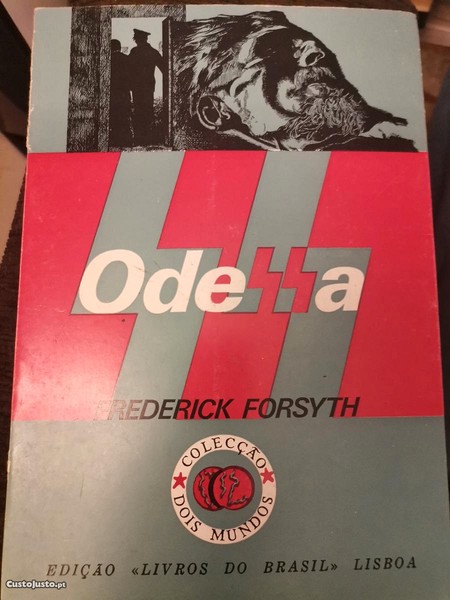 Odessa
FREDERICK FORSYTH
COLECÇÃO
DOIS MUNDOS
EDIÇÃO «LIVROS DO BRASIL» LISBOA
CustoJusto.pt